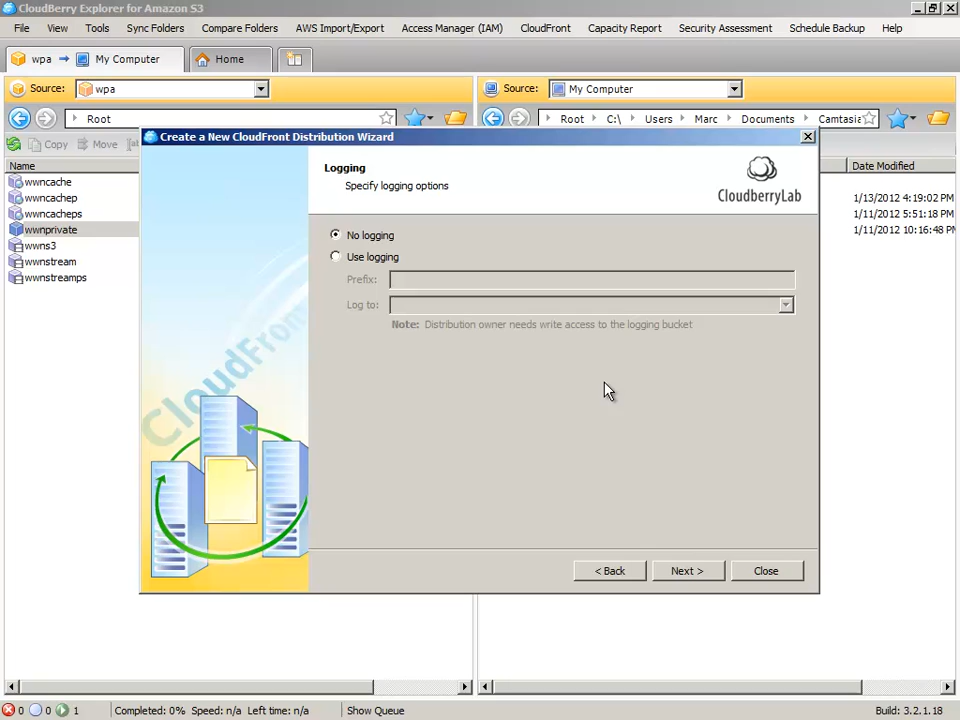 CloudBerry Explorer for Amazon S3
File View Tools Sync Folders Compare Folders AWS Import/Export Access Manager (IAM) CloudFront Capacity Report Security Assessment Schedule Backup Help
wpa My Computer Home
Source: wpa Source: My Computer
Root Root C:\ Users Marc Documents Camtasia
Create a New CloudFront Distribution Wizard
Copy Move
Name Date Modified
wwncache
wwncachep 1/13/2012 4:19:02 PM
wwncacheps 1/11/2012 5:51:18 PM
wwnprivate 1/11/2012 10:16:48 PM
wwns3
wwnstream
wwnstreamps
Logging
Specify logging options
CloudberryLab
No logging
Use logging
Prefix:
Log to:
Note: Distribution owner needs write access to the logging bucket
CloudFront
< Back Next > Close
0 0 1 Completed: 0% Speed: n/a Left time: n/a Show Queue Build: 3.2.1.18